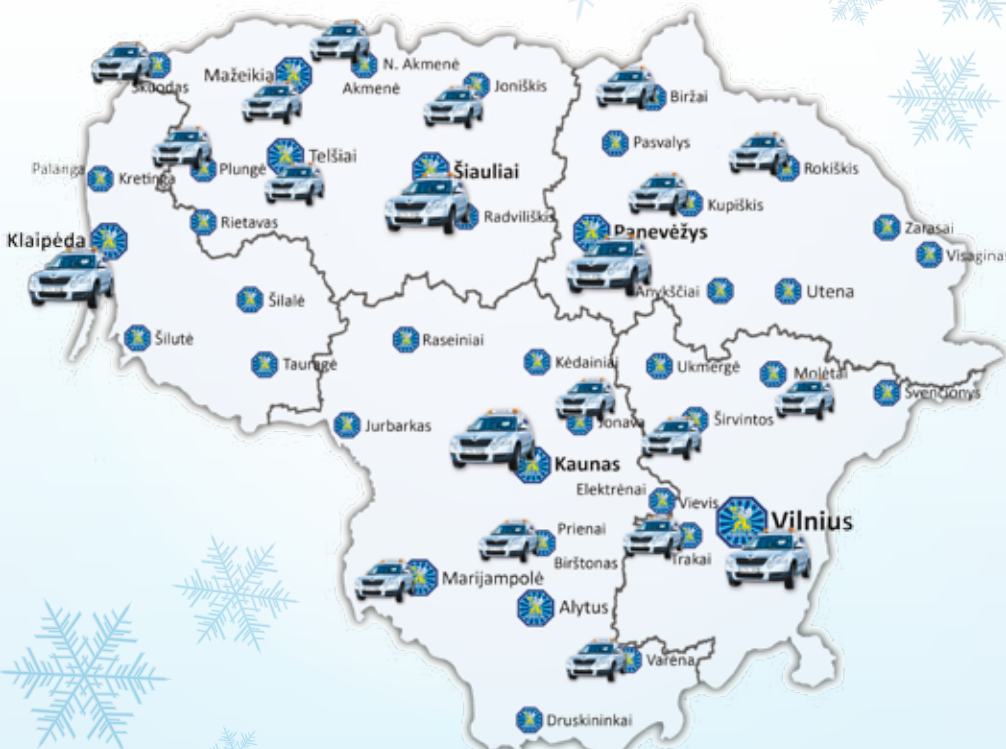 Skuodas
Mažeikiai
N. Akmenė
Akmenė
Joniškis
Biržai
Pasvalys
Rokiškis
Palanga
Kretinga
Plungė
Telšiai
Šiauliai
Radviliškis
Kupiškis
Rietavas
Klaipėda
Panevėžys
Zarasai
Visaginas
Anykščiai
Utena
Šilalė
Šilutė
Tauragė
Raseiniai
Kėdainiai
Ukmergė
Molėtai
Švenčionys
Jurbarkas
Jonava
Širvintos
Kaunas
Elektrėnai
Vievis
Vilnius
Trakai
Prienai
Birštonas
Marijampolė
Alytus
Varėna
Druskininkai